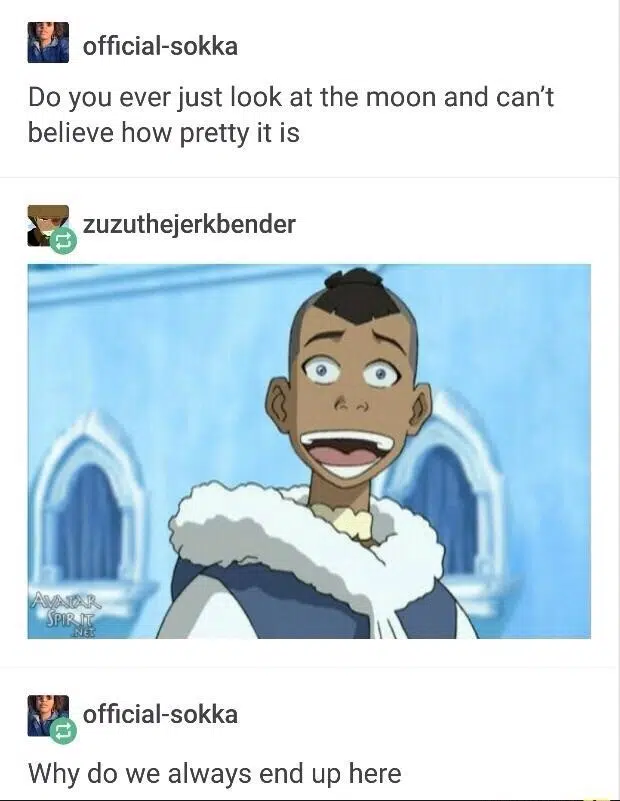 official-sokka
Do you ever just look at the moon and can't
believe how pretty it is
zuzuthejerkbender
AVATAR
SPIRIT
.NET
official-sokka
Why do we always end up here